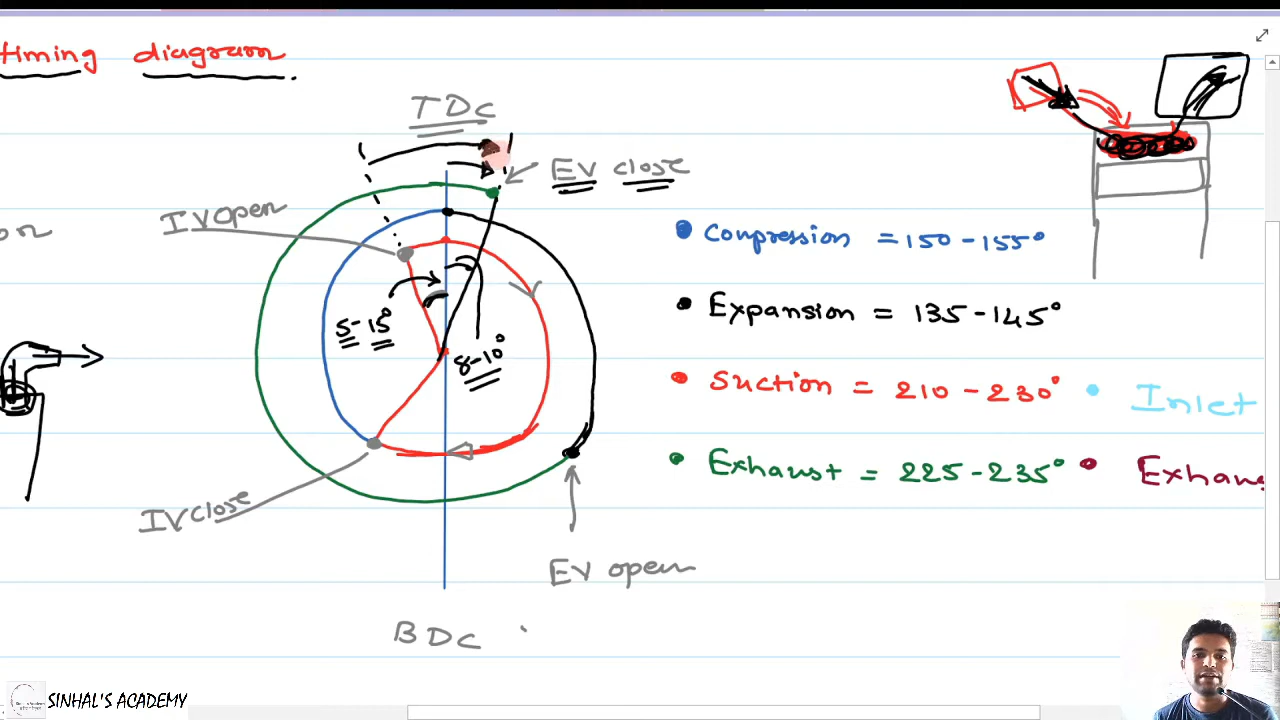 timing diagram.
TDC
EV close
IV Open
Compression = 150-155°
5-15°
Expansion = 135-145°
8-10°
Suction = 210-230°
Inlet
Exhaust = 225-235°
Exhaus
IV close
EV open
BDC
SINHAL'S ACADEMY